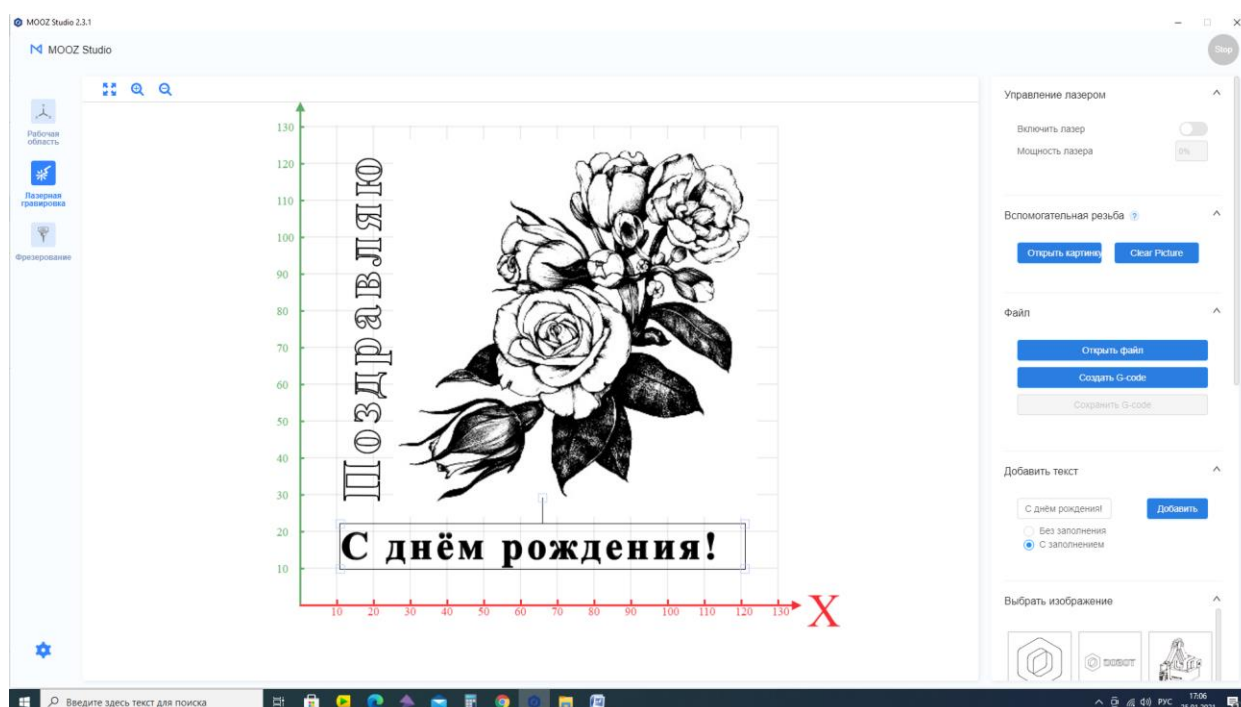 MOOZ Studio 2.3.1
MOOZ Studio
Stop
Рабочая
область
Лазерная
гравировка
Фрезерование
130
120
110
100
90
80
70
60
50
40
30
20
10
10 20 30 40 50 60 70 80 90 100 110 120 130
X
Поздравляю
С днём рождения!
Управление лазером
Включить лазер
Мощность лазера
0%
Вспомогательная резьба ?
Открыть картинку
Clear Picture
Файл
Открыть файл
Создать G-code
Сохранить G-code
Добавить текст
С днём рождения!
Добавить
Без заполнения
С заполнением
Выбрать изображение
DOBOT
Введите здесь текст для поиска
РУС
17:06
25.01.2021